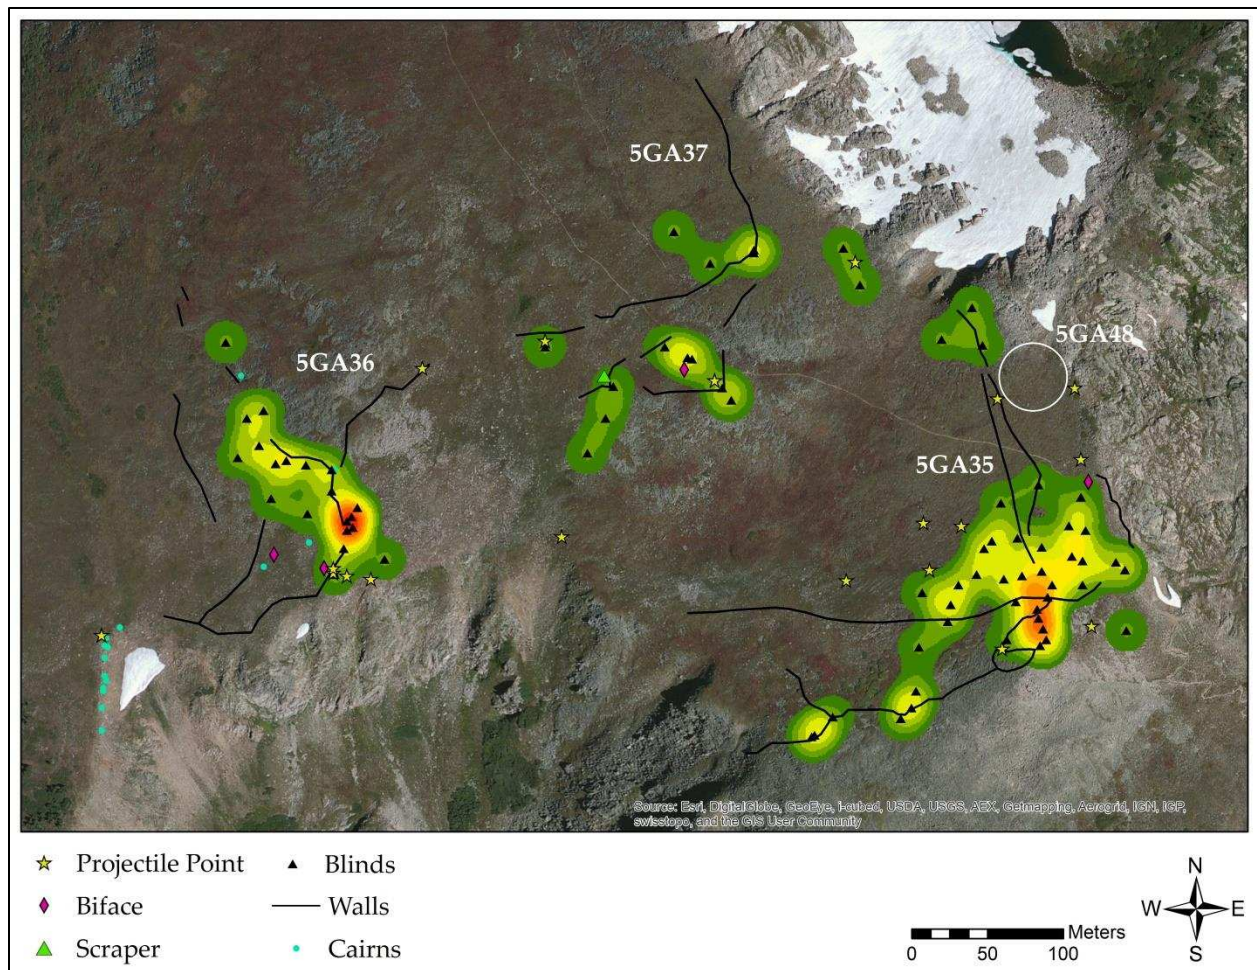 5GA37
5GA48
5GA36
5GA35
Source: Esri, DigitalGlobe, GeoEye, i-cubed, USDA, USGS, AEX, Getmapping, Aerogrid, IGN, IGP,
swisstopo, and the GIS User Community
Projectile Point
Blinds
Biface
Walls
Scraper
Cairns
N
W
E
S
Meters
0 50 100